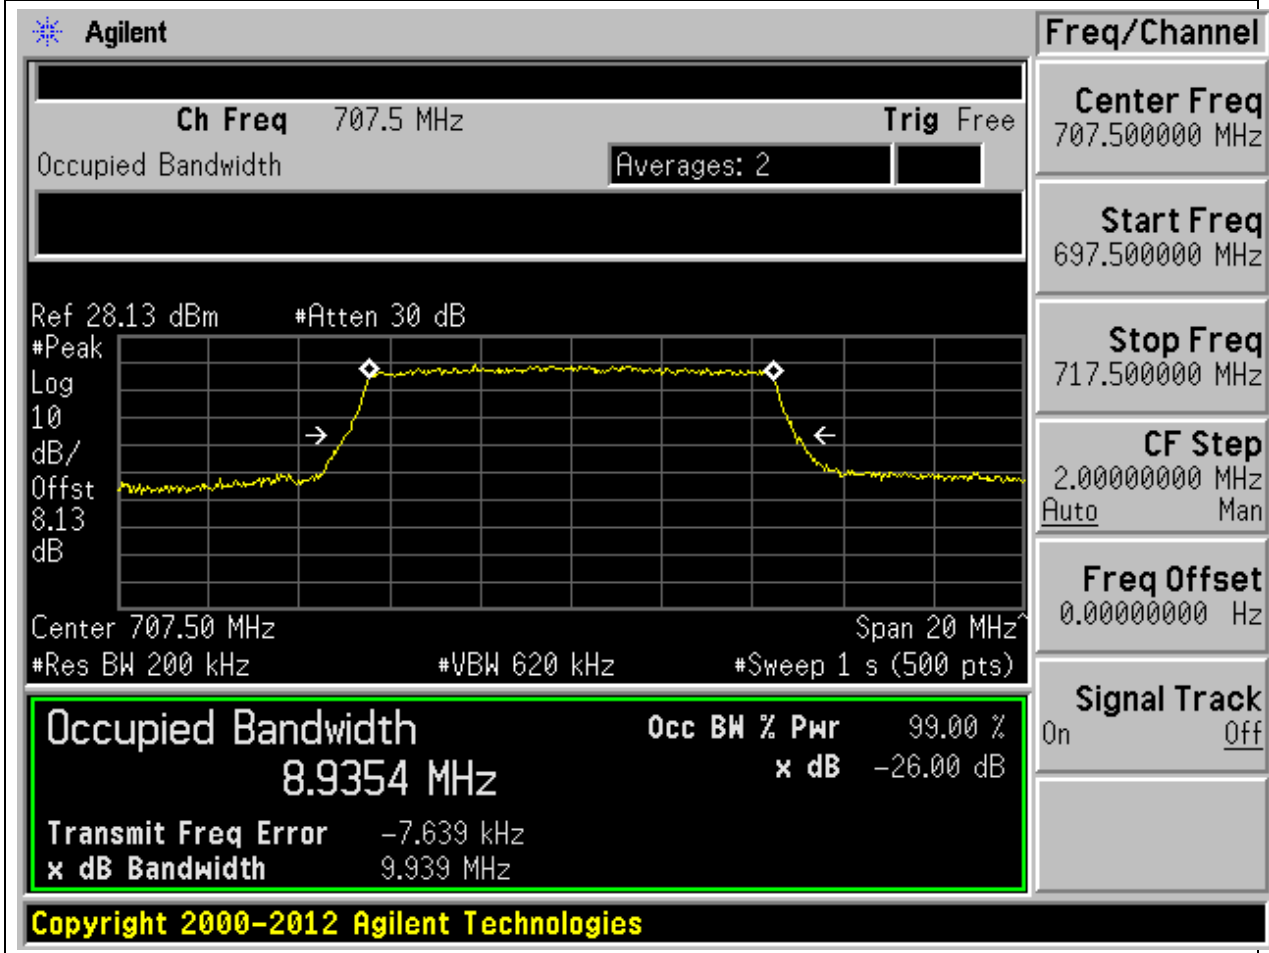 Agilent
Freq/Channel
Ch Freq 707.5 MHz Trig Free
Occupied Bandwidth Averages: 2
Ref 28.13 dBm #Atten 30 dB
#Peak
Log
10
dB/
Offst
8.13
dB
Center 707.50 MHz Span 20 MHz^
#Res BW 200 kHz #VBW 620 kHz #Sweep 1 s (500 pts)
Occupied Bandwidth Occ BW % Pwr 99.00 %
8.9354 MHz x dB -26.00 dB
Transmit Freq Error -7.639 kHz
x dB Bandwidth 9.939 MHz
Copyright 2000-2012 Agilent Technologies
Center Freq
707.500000 MHz
Start Freq
697.500000 MHz
Stop Freq
717.500000 MHz
CF Step
2.00000000 MHz
Auto Man
Freq Offset
0.00000000 Hz
Signal Track
On Off